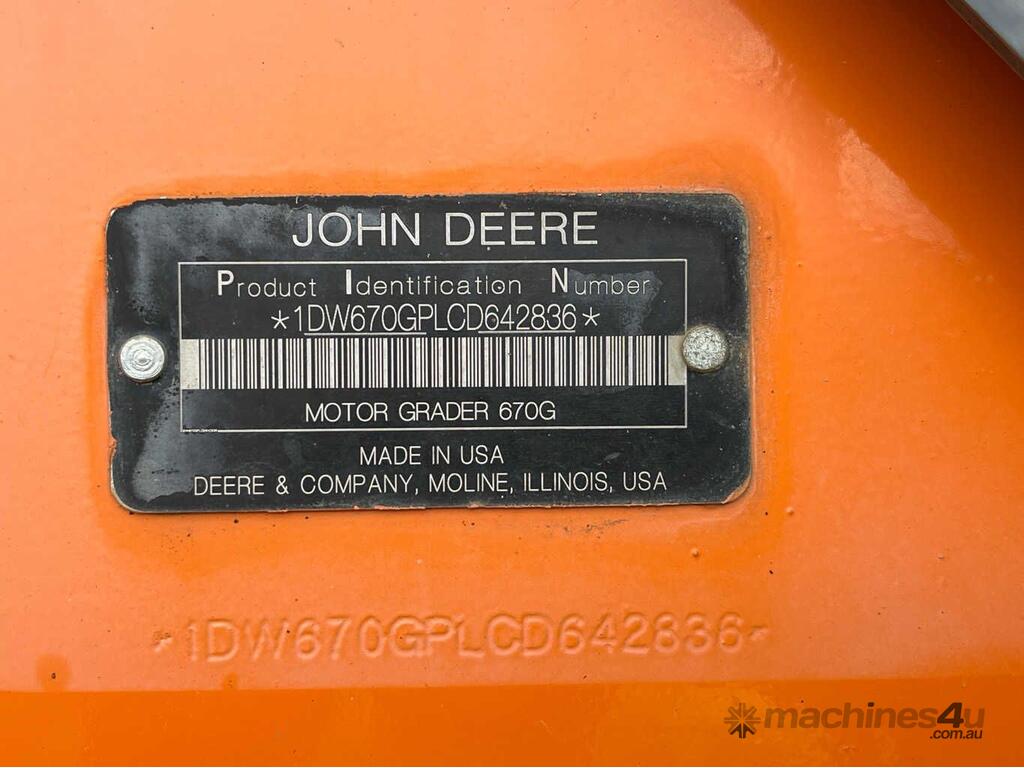 JOHN DEERE
Product Identification Number
*1DW670GPLCD642836*
MOTOR GRADER 670G
MADE IN USA
DEERE & COMPANY, MOLINE, ILLINOIS, USA
*1DW670GPLCD642836*
machines4u
.com.au